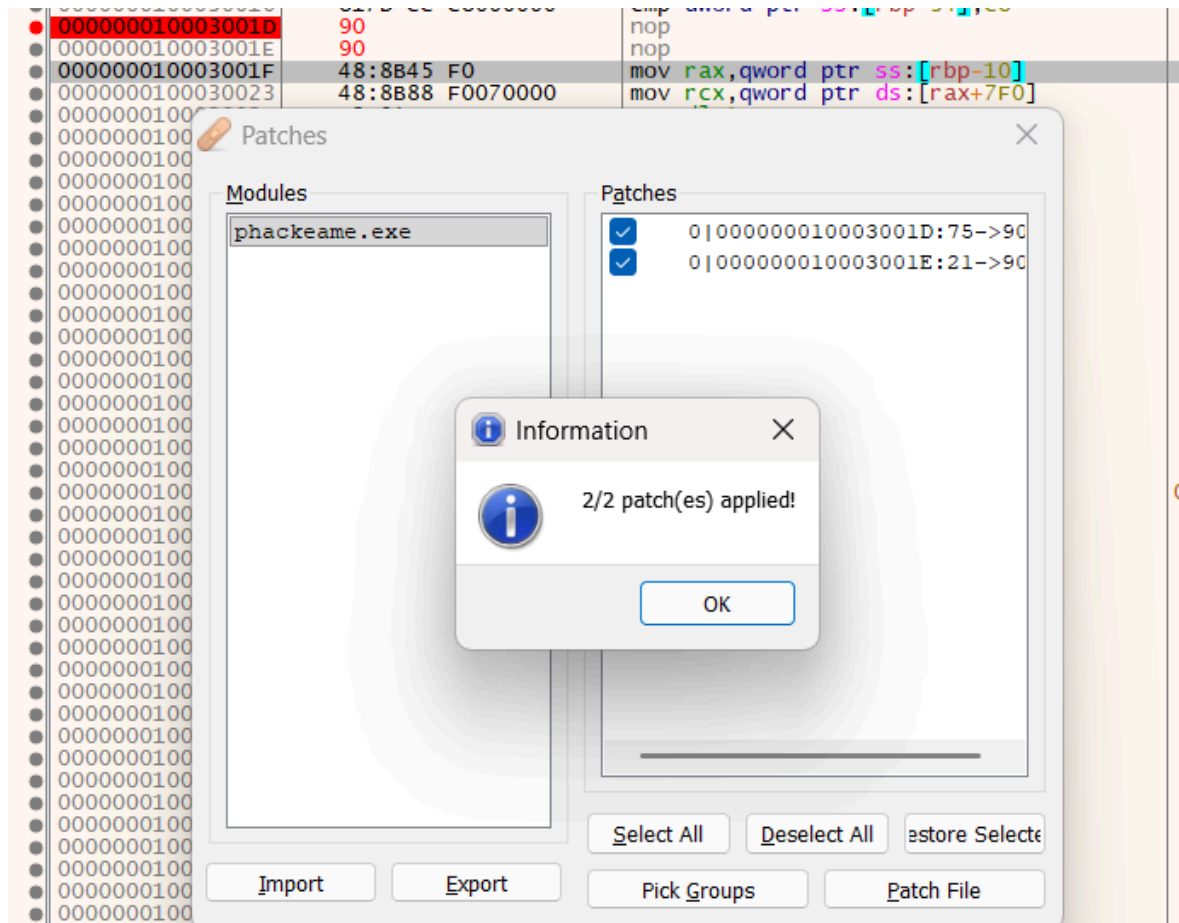 000000010003001D 90 nop
000000010003001E 90 nop
000000010003001F 48:8B45 F0 mov rax,qword ptr ss:[rbp-10]
0000000100030023 48:8B88 F0070000 mov rcx,qword ptr ds:[rax+7F0]
Patches
Modules
Patches
phackeame.exe
0|000000010003001D:75->90
0|000000010003001E:21->90
Information
2/2 patch(es) applied!
OK
Select All
Deselect All
estore Selecte
Import
Export
Pick Groups
Patch File